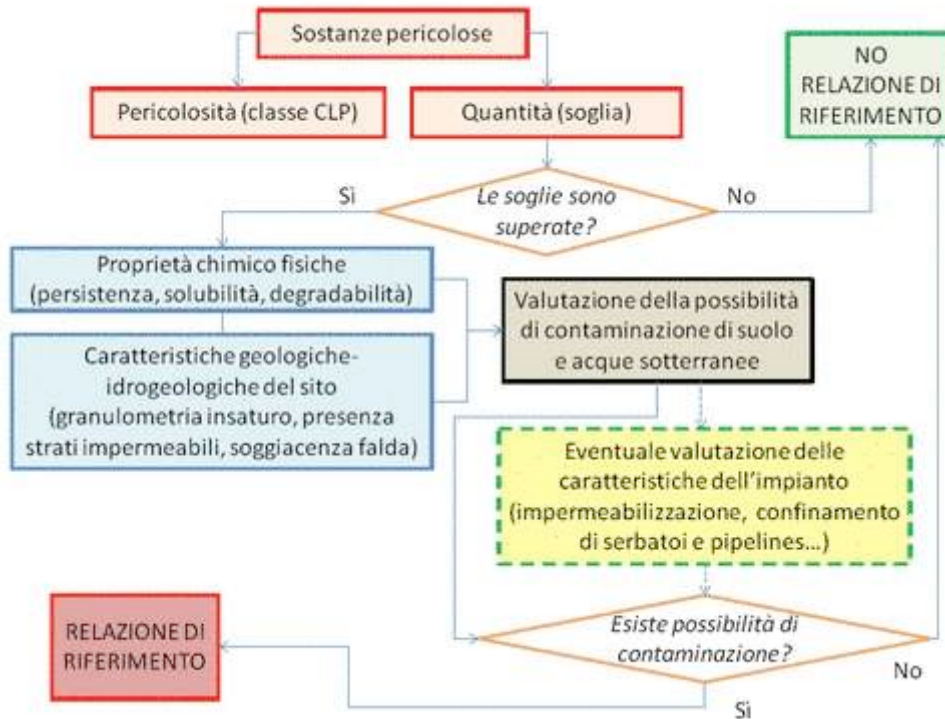 Sostanze pericolose
NO
RELAZIONE DI
RIFERIMENTO
Pericolosità (classe CLP)
Quantità (soglia)
Sì
Le soglie sono
superate?
No
Proprietà chimico fisiche
(persistenza, solubilità, degradabilità)
Valutazione della possibilità
di contaminazione di suolo
e acque sotterranee
Caratteristiche geologiche-
idrogeologiche del sito
(granulometria insaturo, presenza
strati impermeabili, soggiacenza falda)
Eventuale valutazione delle
caratteristiche dell'impianto
(impermeabilizzazione, confinamento
di serbatoi e pipelines...)
RELAZIONE DI
RIFERIMENTO
Esiste possibilità di
contaminazione?
No
Sì